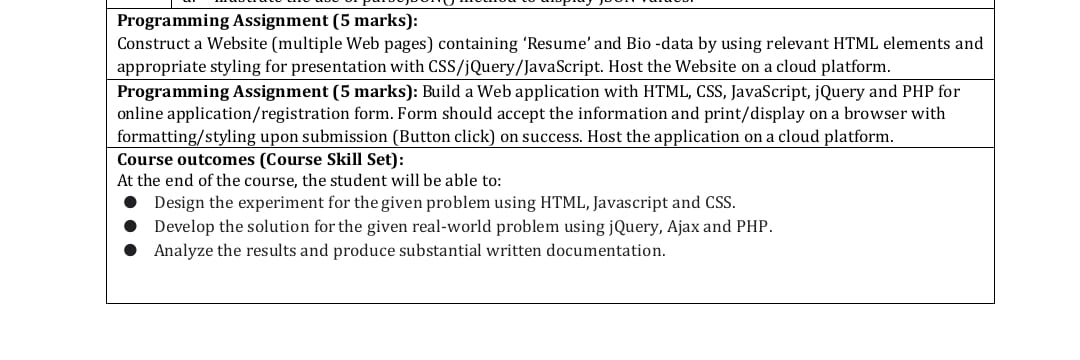 Programming Assignment (5 marks):
Construct a Website (multiple Web pages) containing ‘Resume’ and Bio -data by using relevant HTML elements and
appropriate styling for presentation with CSS/jQuery/JavaScript. Host the Website on a cloud platform.
Programming Assignment (5 marks): Build a Web application with HTML, CSS, JavaScript, jQuery and PHP for
online application/registration form. Form should accept the information and print/display on a browser with
formatting/styling upon submission (Button click) on success. Host the application on a cloud platform.
Course outcomes (Course Skill Set):
At the end of the course, the student will be able to:
● Design the experiment for the given problem using HTML, Javascript and CSS.
● Develop the solution for the given real-world problem using jQuery, Ajax and PHP.
● Analyze the results and produce substantial written documentation.